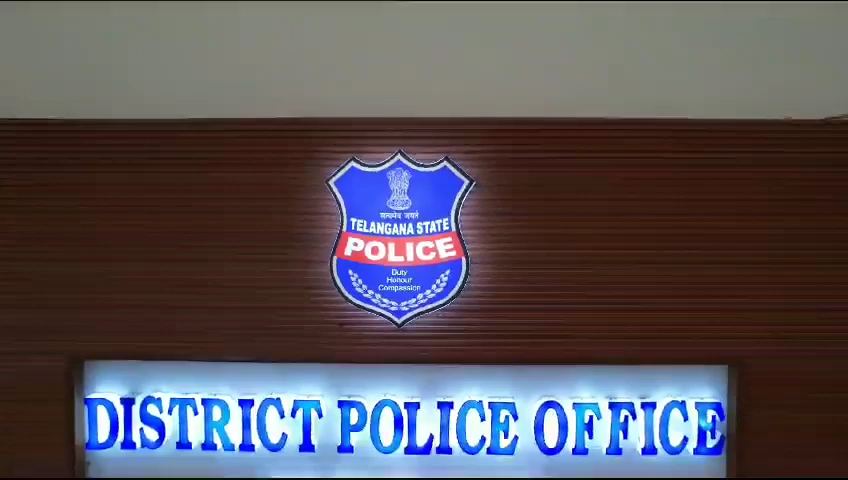 सत्यमेव जयते
TELANGANA STATE
POLICE
Duty
Honour
Compassion
DISTRICT POLICE OFFICE